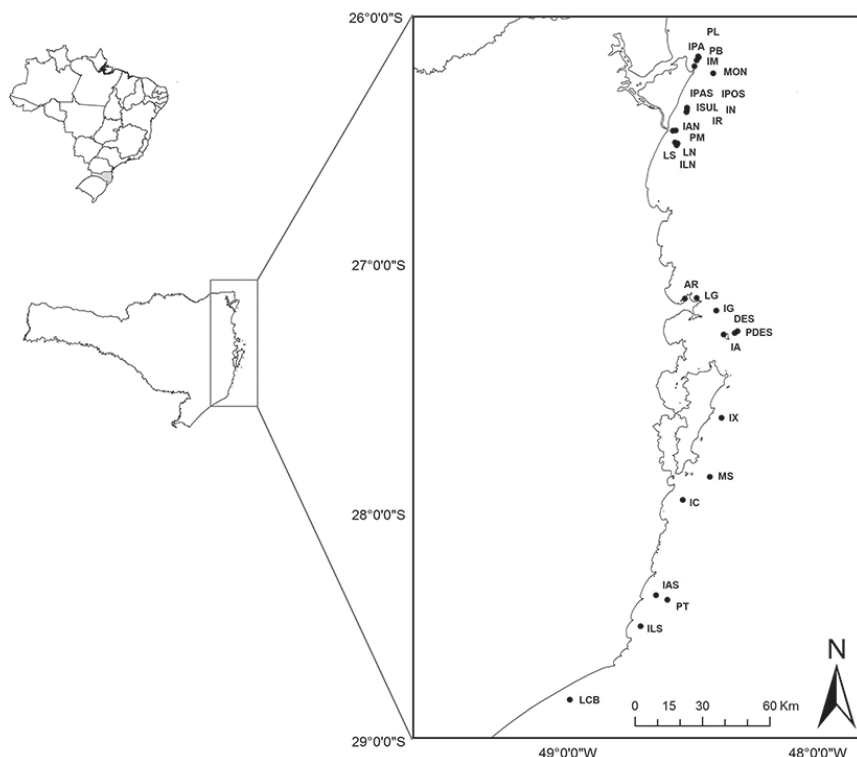 26°0'0"S
PL
IPA PB
IM
MON
IPAS IPOS
ISUL IN
IR
IAN
PM
LS LN
ILN
27°0'0"S
AR
LG
IG
DES
PDES
IA
IX
MS
28°0'0"S
IC
IAS
PT
ILS
N
LCB
0 15 30 60 Km
29°0'0"S
49°0'0"W 48°0'0"W